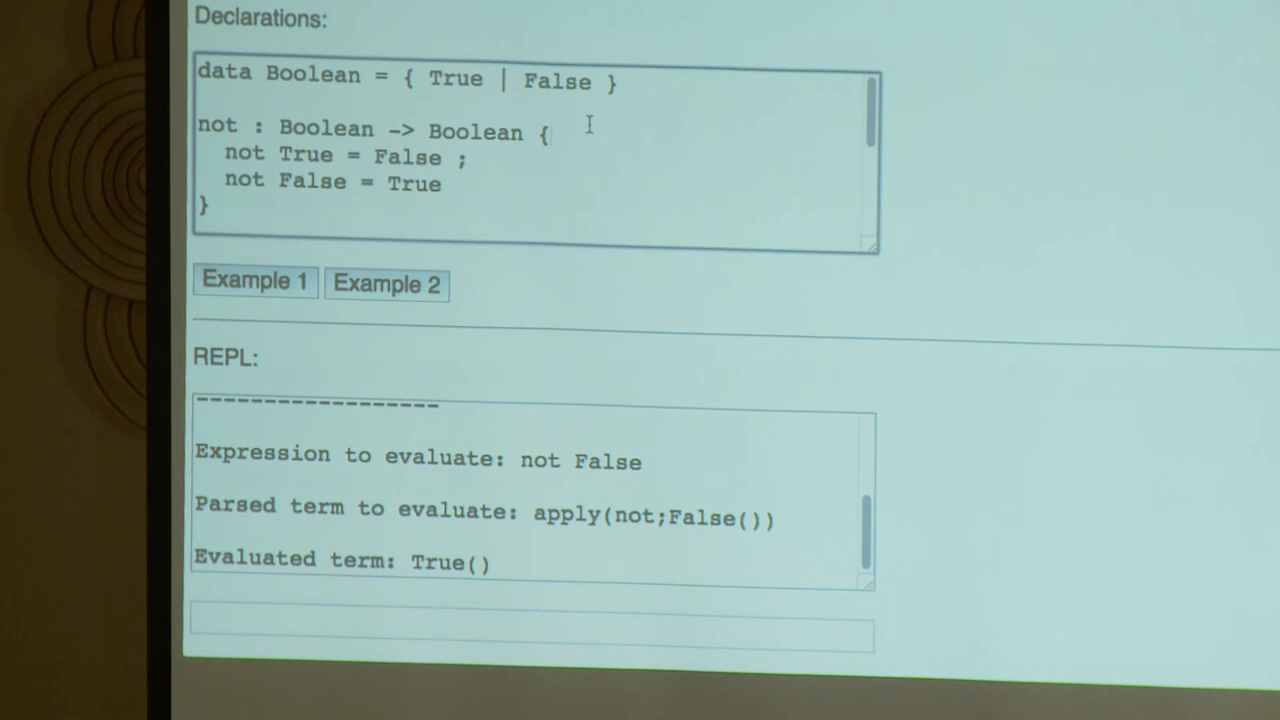 Declarations:
data Boolean = { True | False }
not : Boolean -> Boolean {
  not True = False ;
  not False = True
}
Example 1 Example 2
REPL:
------------------
Expression to evaluate: not False
Parsed term to evaluate: apply(not;False())
Evaluated term: True()